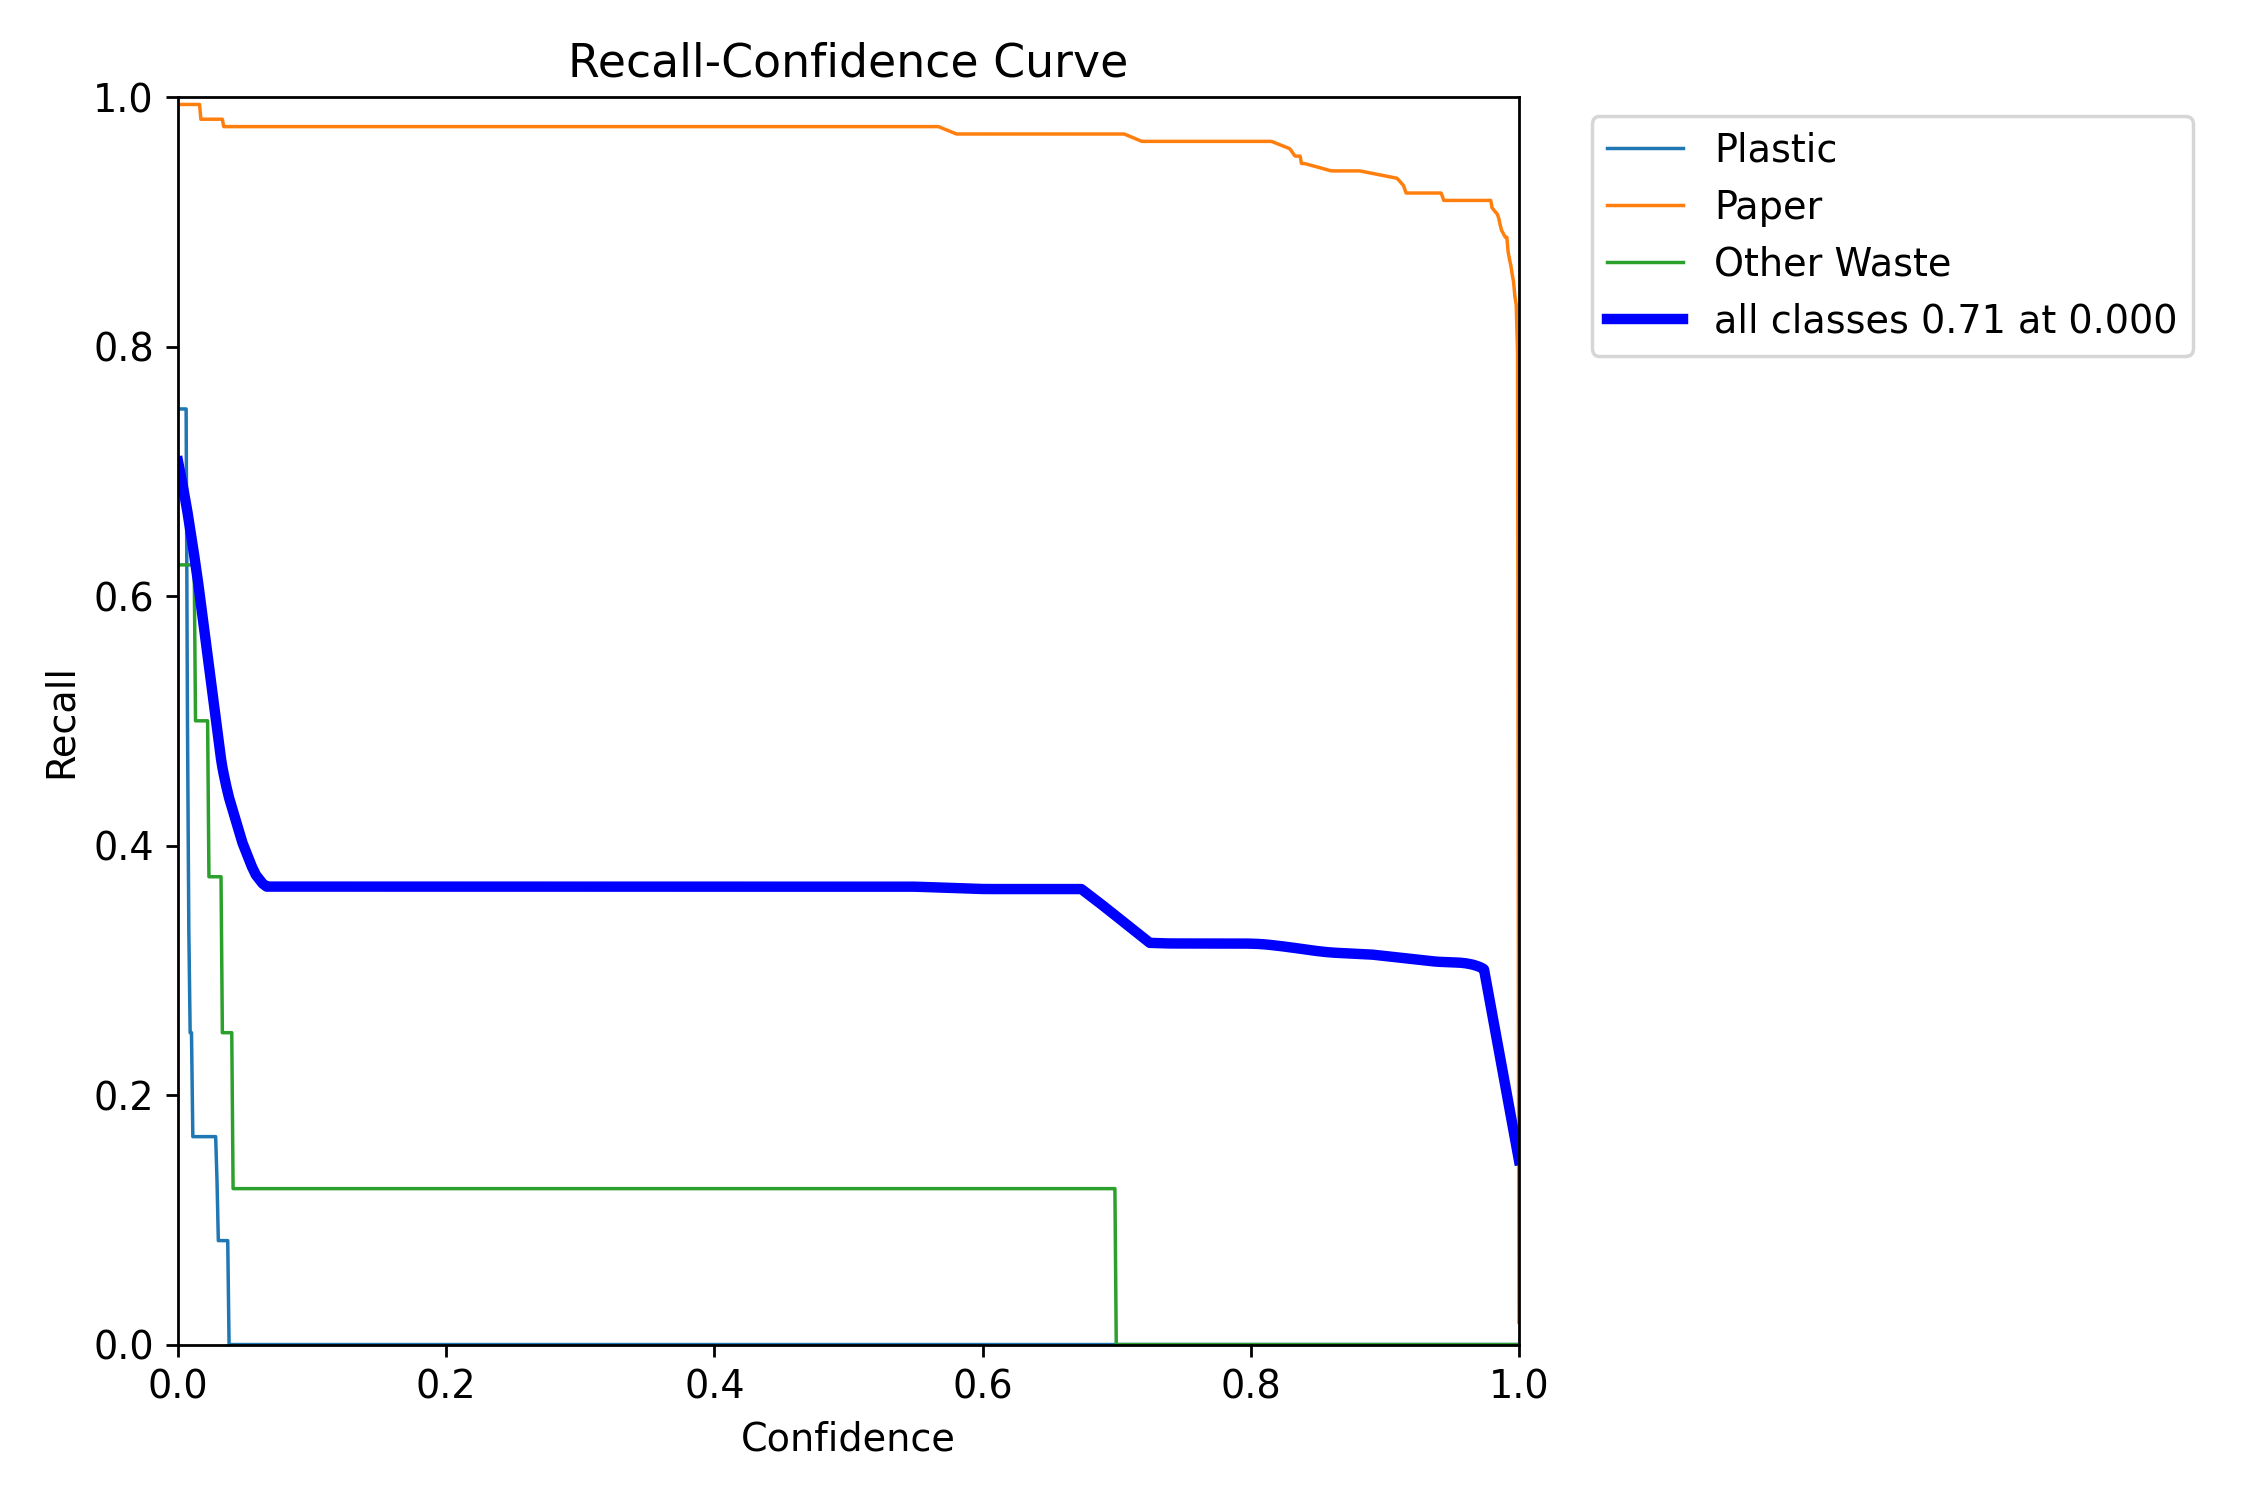 Recall-Confidence Curve
1.0
0.8
0.6
0.4
0.2
0.0
Recall
0.0 0.2 0.4 0.6 0.8 1.0
Confidence
Plastic
Paper
Other Waste
all classes 0.71 at 0.000